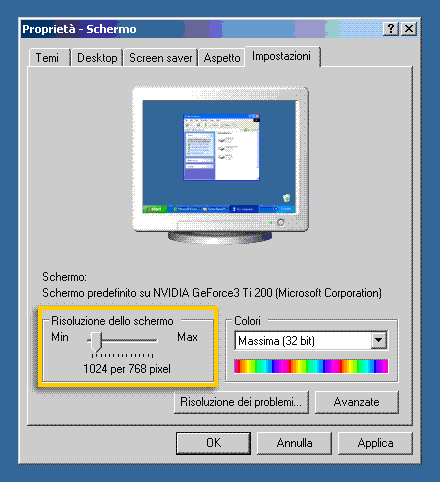 Proprietà - Schermo
Temi Desktop Screen saver Aspetto Impostazioni
start
Schermo:
Schermo predefinito su NVIDIA GeForce3 Ti 200 (Microsoft Corporation)
Risoluzione dello schermo
Min Max
1024 per 768 pixel
Colori
Massima (32 bit)
Risoluzione dei problemi... Avanzate
OK Annulla Applica